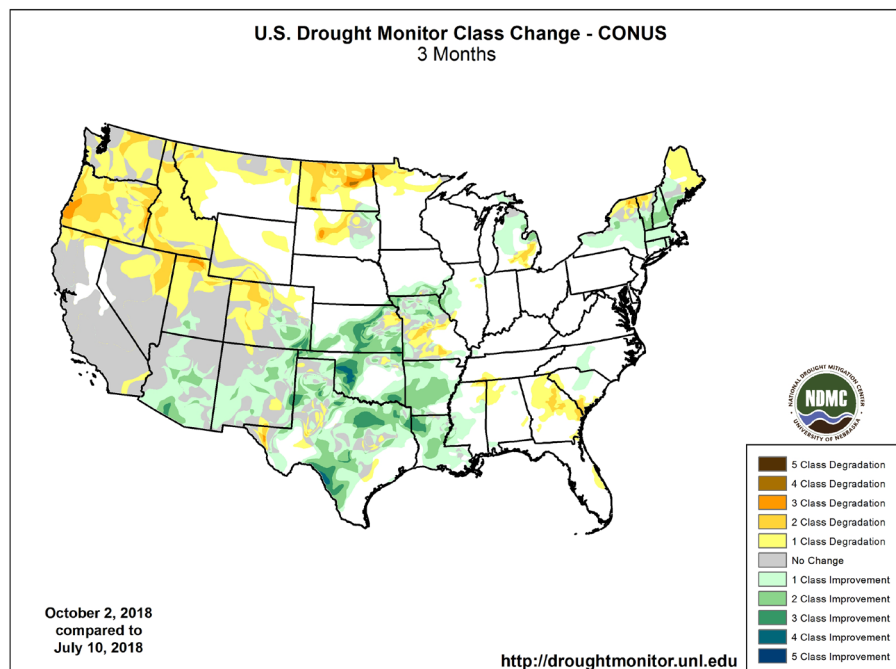 U.S. Drought Monitor Class Change - CONUS
3 Months
NATIONAL DROUGHT MITIGATION CENTER
NDMC
UNIVERSITY OF NEBRASKA
5 Class Degradation
4 Class Degradation
3 Class Degradation
2 Class Degradation
1 Class Degradation
No Change
1 Class Improvement
2 Class Improvement
3 Class Improvement
4 Class Improvement
5 Class Improvement
October 2, 2018
compared to
July 10, 2018
http://droughtmonitor.unl.edu